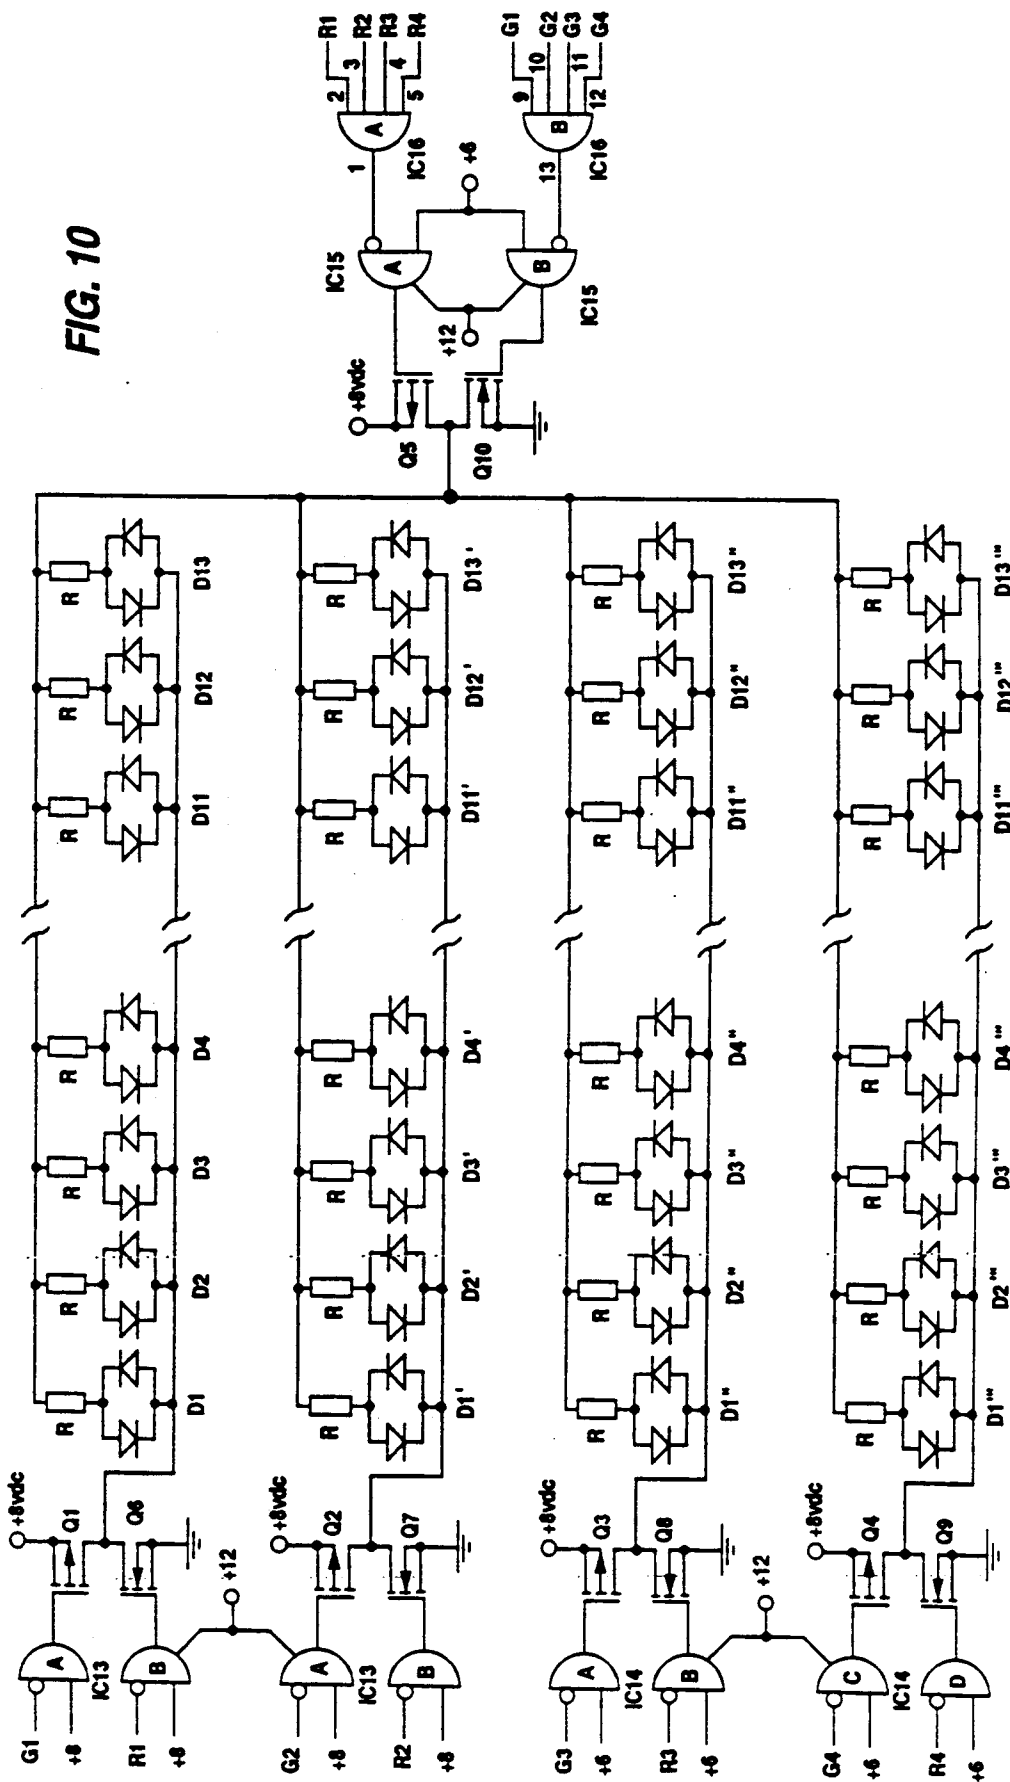 FIG. 10
G1
+8
R1
+8
A
B
IC13
+8vdc
Q1
Q6
+12
R
R
R
R
R
R
R
D1
D2
D3
D4
D11
D12
D13
G2
+8
R2
+8
A
B
IC13
+8vdc
Q2
Q7
R
R
R
R
R
R
R
D1'
D2'
D3'
D4'
D11'
D12'
D13'
G3
+6
R3
+6
A
B
IC14
+8vdc
Q3
Q8
+12
R
R
R
R
R
R
R
D1"
D2"
D3"
D4"
D11"
D12"
D13"
G4
+6
R4
+6
C
D
IC14
+8vdc
Q4
Q9
R
R
R
R
R
R
R
D1'"
D2'"
D3'"
D4'"
D11'"
D12'"
D13'"
+8vdc
Q5
Q10
+12
IC15
A
B
IC15
+6
1
13
A
IC16
B
IC16
2
3
4
5
R1
R2
R3
R4
9
10
11
12
G1
G2
G3
G4